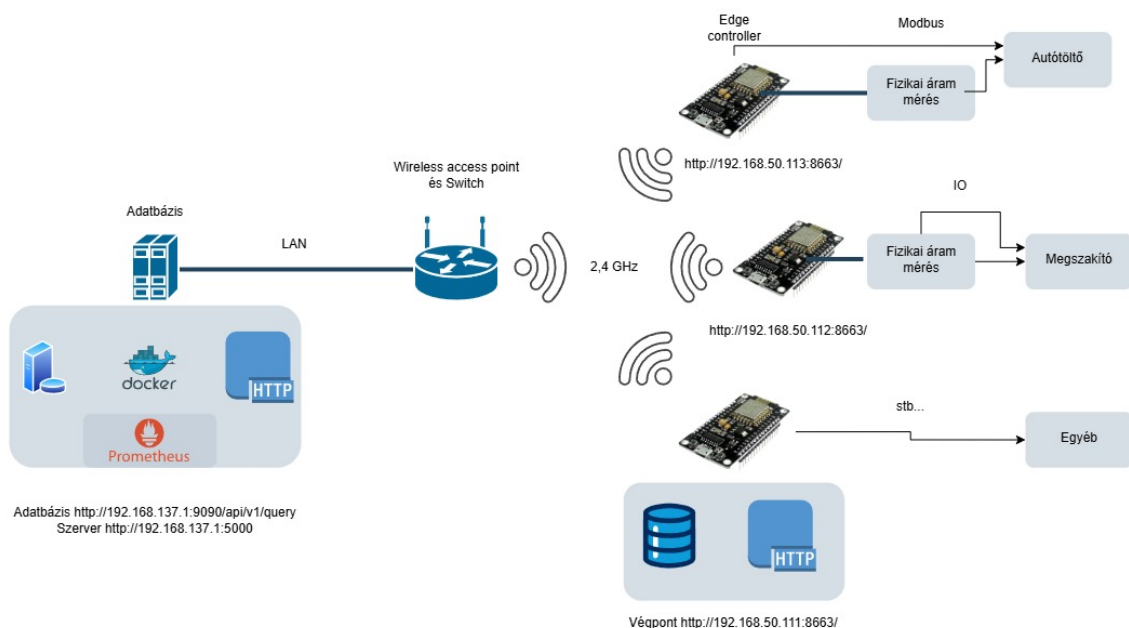 Edge
controller
Modbus
Autótöltő
Fizikai áram
mérés
http://192.168.50.113:8663/
Wireless access point
és Switch
Adatbázis
LAN
2,4 GHz
IO
Fizikai áram
mérés
Megszakító
http://192.168.50.112:8663/
docker
HTTP
Prometheus
stb...
Egyéb
Adatbázis http://192.168.137.1:9090/api/v1/query
Szerver http://192.168.137.1:5000
HTTP
Végpont http://192.168.50.111:8663/